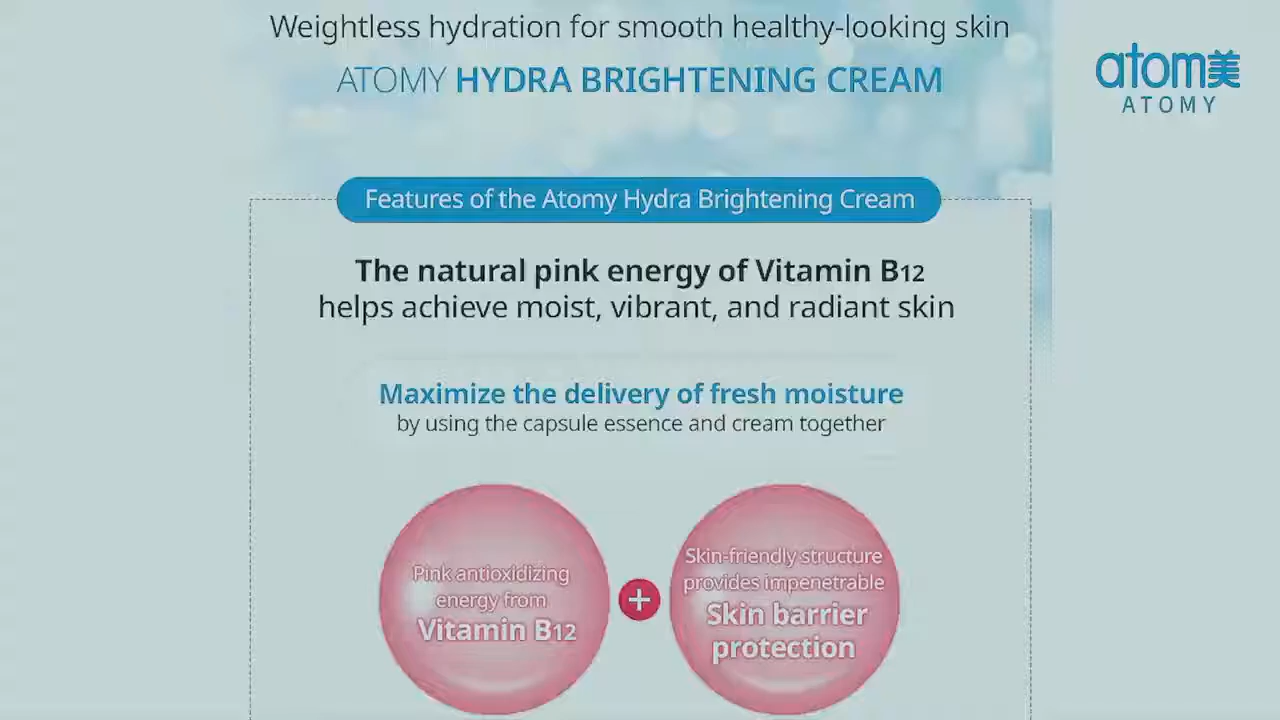 Weightless hydration for smooth healthy-looking skin
ATOMY HYDRA BRIGHTENING CREAM
atom美
ATOMY
Features of the Atomy Hydra Brightening Cream
The natural pink energy of Vitamin B12
helps achieve moist, vibrant, and radiant skin
Maximize the delivery of fresh moisture
by using the capsule essence and cream together
Pink antioxidizing
energy from
Vitamin B12
+
Skin-friendly structure
provides impenetrable
Skin barrier
protection